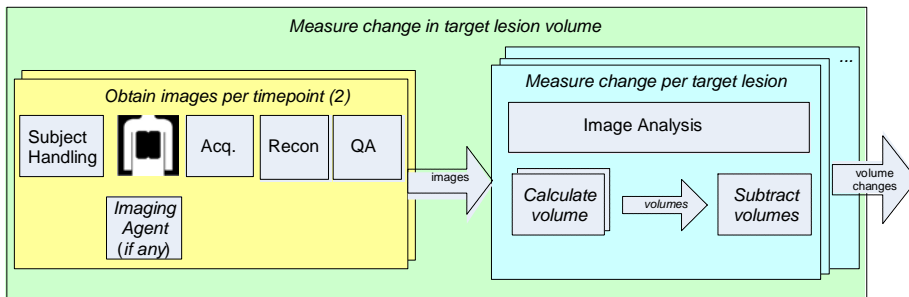 Measure change in target lesion volume
Obtain images per timepoint (2)
Subject
Handling
Acq.
Recon
QA
Imaging
Agent
(if any)
images
...
Measure change per target lesion
Image Analysis
Calculate
volume
volumes
Subtract
volumes
volume
changes